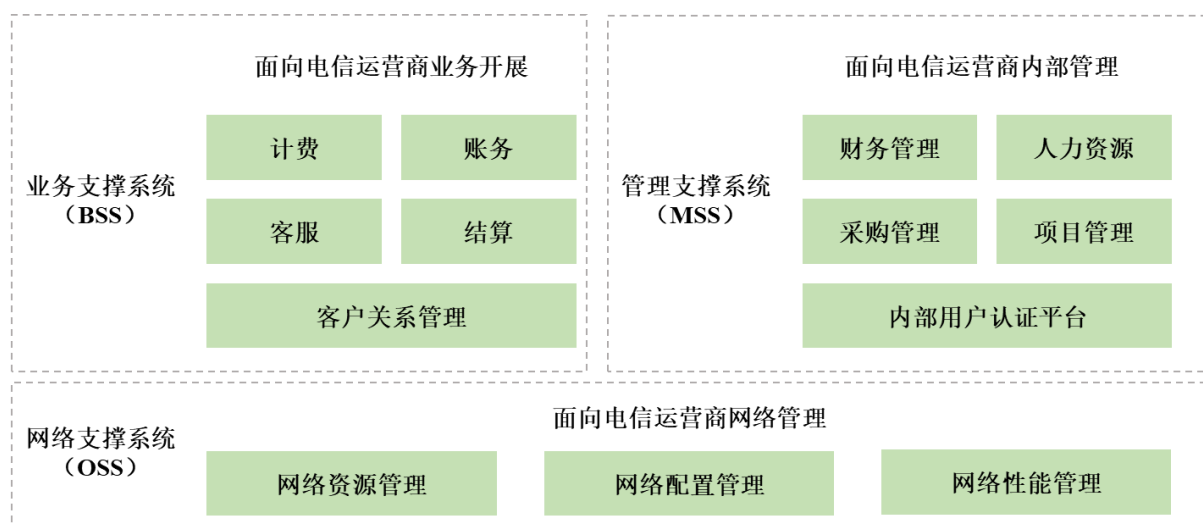 面向电信运营商业务开展
业务支撑系统
（BSS）
计费
账务
客服
结算
客户关系管理
面向电信运营商内部管理
管理支撑系统
（MSS）
财务管理
人力资源
采购管理
项目管理
内部用户认证平台
面向电信运营商网络管理
网络支撑系统
（OSS）
网络资源管理
网络配置管理
网络性能管理